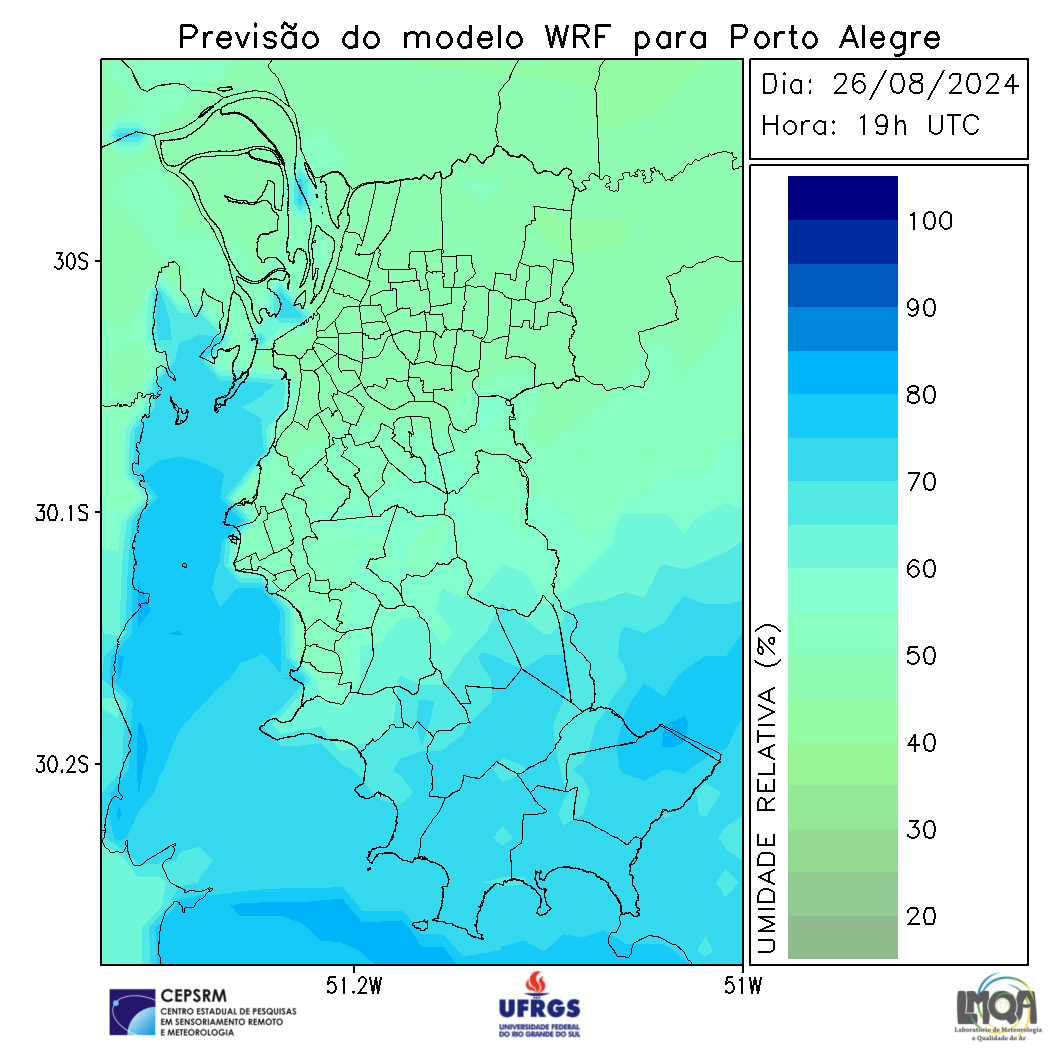 Previsão do modelo WRF para Porto Alegre
Dia: 26/08/2024
Hora: 19h UTC
100
90
80
70
60
50
40
30
20
UMIDADE RELATIVA (%)
30S
30.1S
30.2S
51.2W
51W
CEPSRM
CENTRO ESTADUAL DE PESQUISAS
EM SENSORIAMENTO REMOTO
E METEOROLOGIA
UFRGS
UNIVERSIDADE FEDERAL
DO RIO GRANDE DO SUL
LMQA
Laboratório de Meteorologia
e Qualidade do Ar